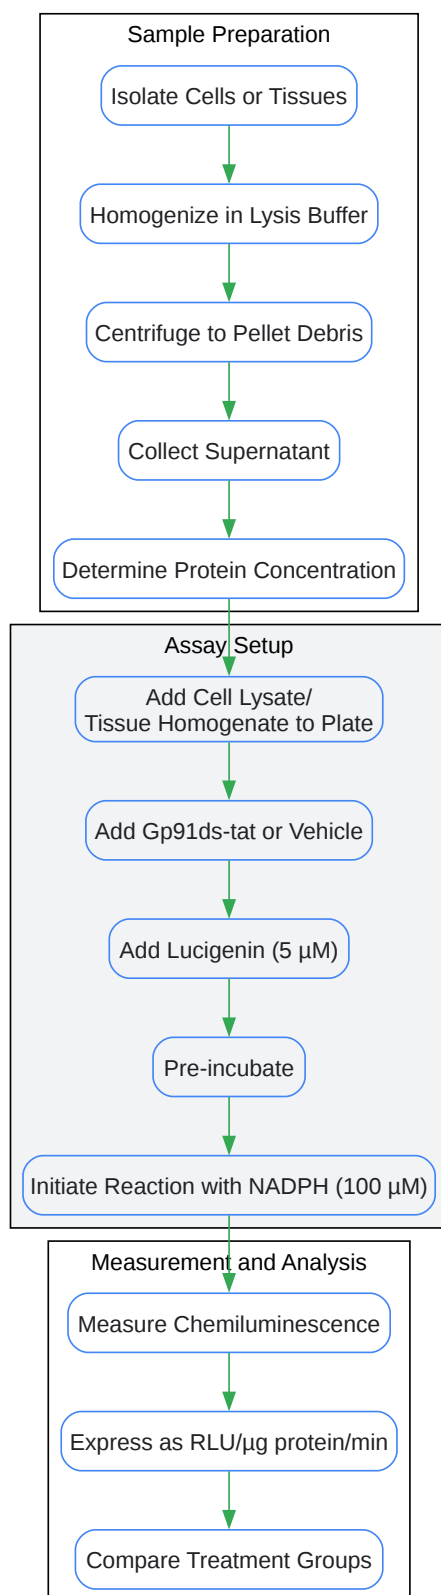 Sample Preparation
Isolate Cells or Tissues
Homogenize in Lysis Buffer
Centrifuge to Pellet Debris
Collect Supernatant
Determine Protein Concentration
Assay Setup
Add Cell Lysate/
Tissue Homogenate to Plate
Add Gp91ds-tat or Vehicle
Add Lucigenin (5 µM)
Pre-incubate
Initiate Reaction with NADPH (100 µM)
Measurement and Analysis
Measure Chemiluminescence
Express as RLU/µg protein/min
Compare Treatment Groups